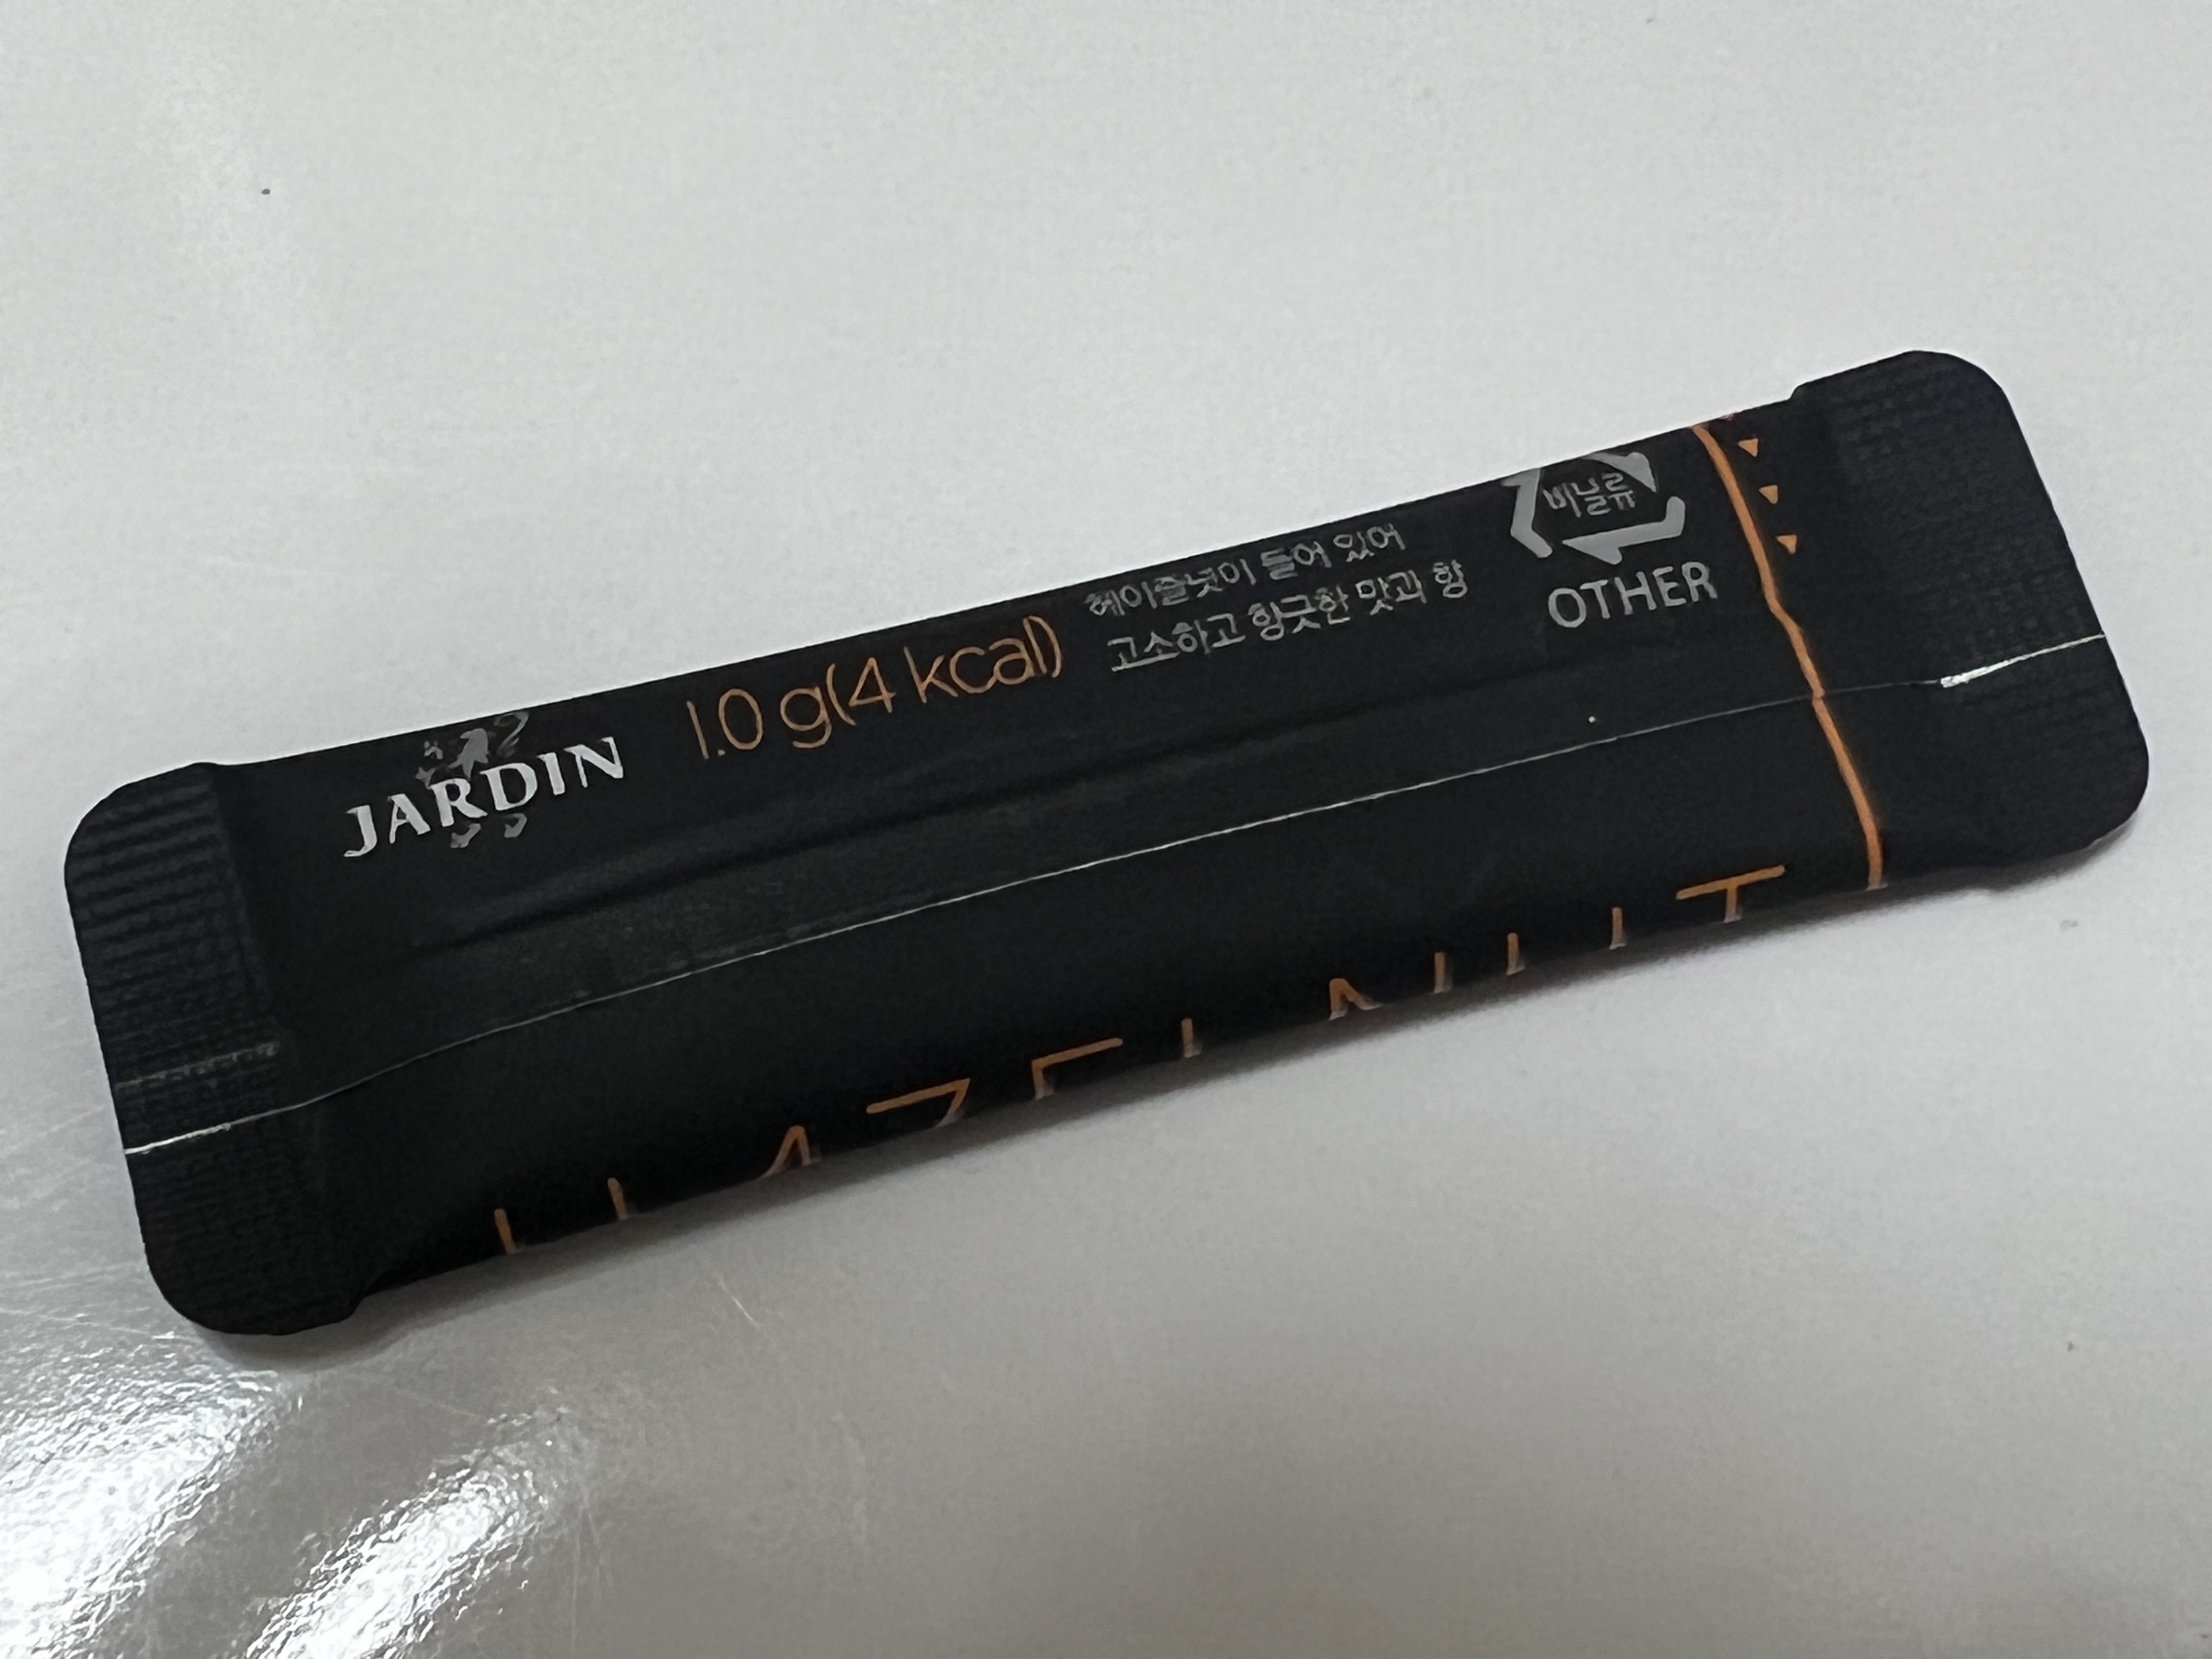 JARDIN
1.0 g(4 kcal)
헤이즐넛이 들어 있어
고소하고 향긋한 맛과 향
비닐류
OTHER
HAZELNUT